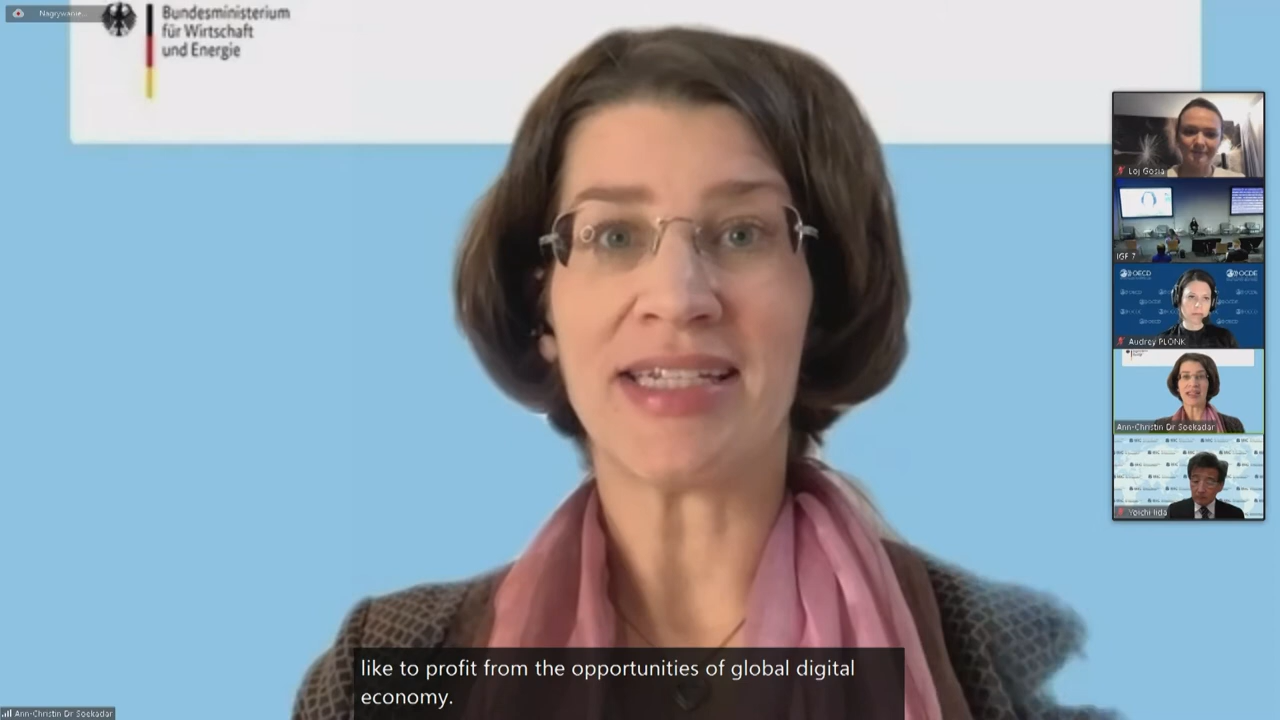 Nagrywanie...
Bundesministerium
für Wirtschaft
und Energie
Loj Gosia
IGF 7
OECD
OCDE
Audrey PLONK
Ann-Christin Dr Soekadar
Yoichi Iida
like to profit from the opportunities of global digital
economy.
Ann-Christin Dr Soekadar